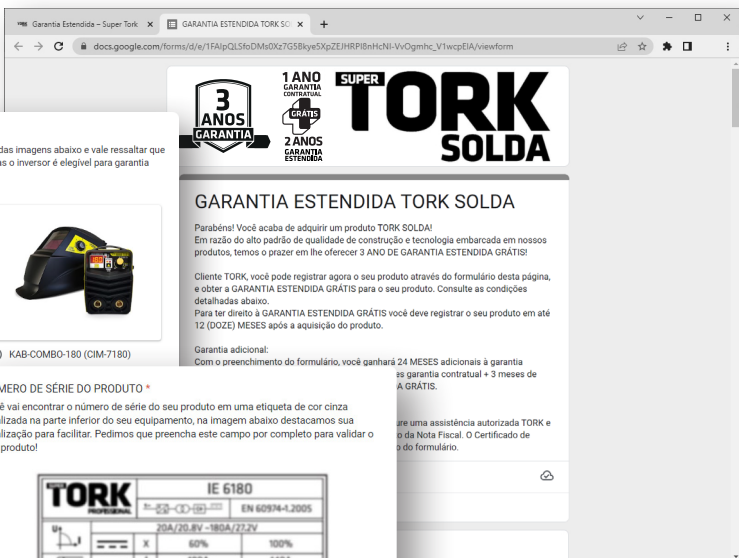 Garantia Estendida – Super Tork
GARANTIA ESTENDIDA TORK SO
docs.google.com/forms/d/e/1FAIpQLSfoDMs0Xz7G5Bkye5XpZEJHRPI8nHcNI-VvOgmhc_V1wcpEIA/viewform
3
ANOS
GARANTIA
1 ANO
GARANTIA
CONTRATUAL
GRÁTIS
2 ANOS
GARANTIA
ESTENDIDA
SUPER
TORK
SOLDA
das imagens abaixo e vale ressaltar que
as o inversor é elegível para garantia
KAB-COMBO-180 (CIM-7180)
GARANTIA ESTENDIDA TORK SOLDA
Parabéns! Você acaba de adquirir um produto TORK SOLDA!
Em razão do alto padrão de qualidade de construção e tecnologia embarcada em nossos
produtos, temos o prazer em lhe oferecer 3 ANO DE GARANTIA ESTENDIDA GRÁTIS!
Cliente TORK, você pode registrar agora o seu produto através do formulário desta página,
e obter a GARANTIA ESTENDIDA GRÁTIS para o seu produto. Consulte as condições
detalhadas abaixo.
Para ter direito à GARANTIA ESTENDIDA GRÁTIS você deve registrar o seu produto em até
12 (DOZE) MESES após a aquisição do produto.
Garantia adicional:
Com o preenchimento do formulário, você ganhará 24 MESES adicionais à garantia
es garantia contratual + 3 meses de
A GRÁTIS.
ure uma assistência autorizada TORK e
o da Nota Fiscal. O Certificado de
o do formulário.
MERO DE SÉRIE DO PRODUTO *
ê vai encontrar o número de série do seu produto em uma etiqueta de cor cinza
alizada na parte inferior do seu equipamento, na imagem abaixo destacamos sua
alização para facilitar. Pedimos que preencha este campo por completo para validar o
produto!
SUPER
TORK
PROFESSIONAL
IE 6180
EN 60974-1.2005
20A/20.8V ~180A/27.2V
X 60% 100%